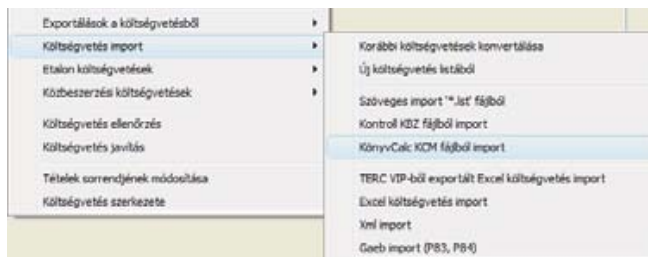 Exportálások a költségvetésből
Költségvetés import
Etalon költségvetések
Közbeszerzési költségvetések
Költségvetés ellenőrzés
Költségvetés javítás
Tételek sorrendjének módosítása
Költségvetés szerkezete
Korábbi költségvetések konvertálása
Új költségvetés listából
Szöveges import '*.lst' fájlból
Kontroll KBZ fájlból import
KönyvCalc KCM fájlból import
TERC VIP-ből exportált Excel költségvetés import
Excel költségvetés import
Xml import
Gaeb import (P83, P84)